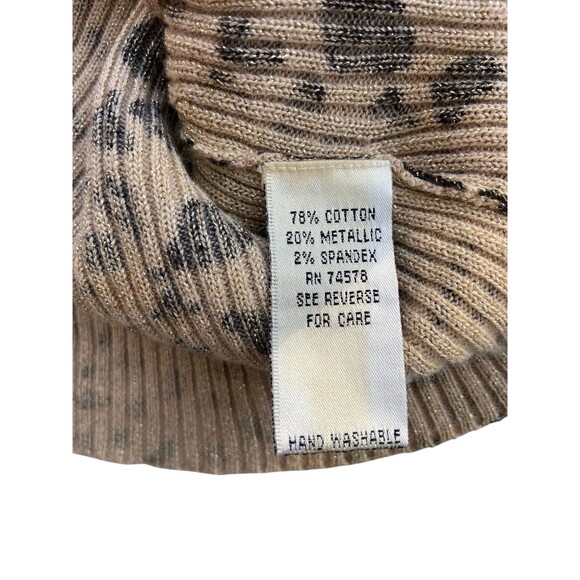 78% COTTON
20% METALLIC
2% SPANDEX
RN 74578
SEE REVERSE
FOR CARE
HAND WASHABLE